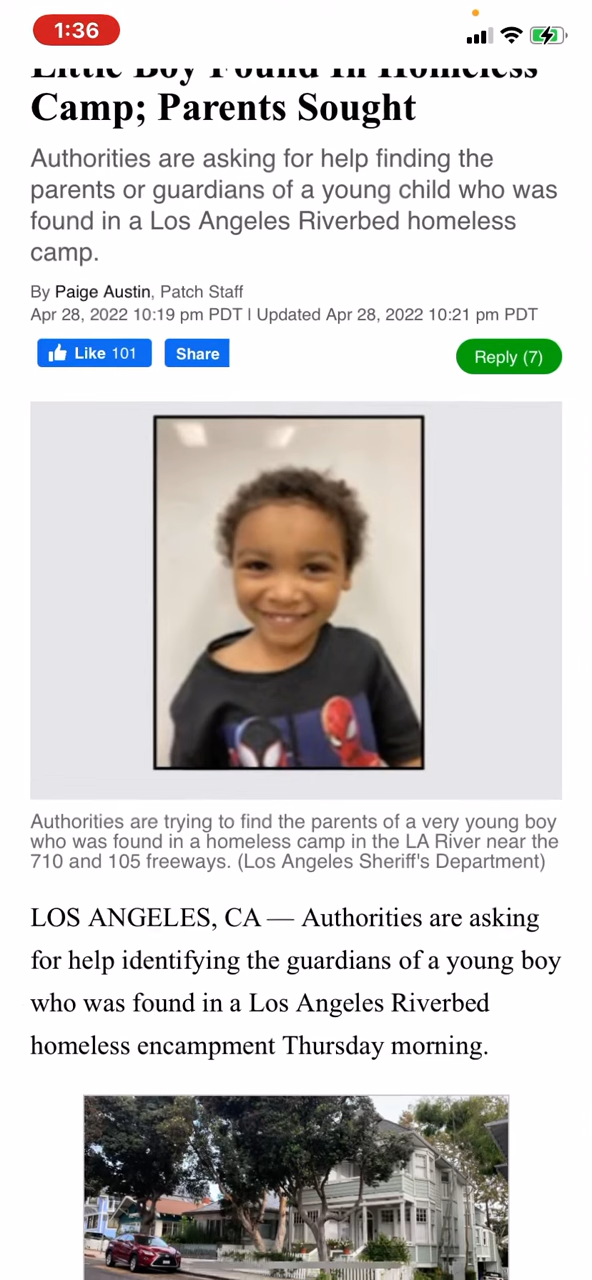 1:36
Little Boy Found In Homeless
Camp; Parents Sought
Authorities are asking for help finding the
parents or guardians of a young child who was
found in a Los Angeles Riverbed homeless
camp.
By Paige Austin, Patch Staff
Apr 28, 2022 10:19 pm PDT | Updated Apr 28, 2022 10:21 pm PDT
Like 101 Share Reply (7)
Authorities are trying to find the parents of a very young boy
who was found in a homeless camp in the LA River near the
710 and 105 freeways. (Los Angeles Sheriff's Department)
LOS ANGELES, CA — Authorities are asking
for help identifying the guardians of a young boy
who was found in a Los Angeles Riverbed
homeless encampment Thursday morning.